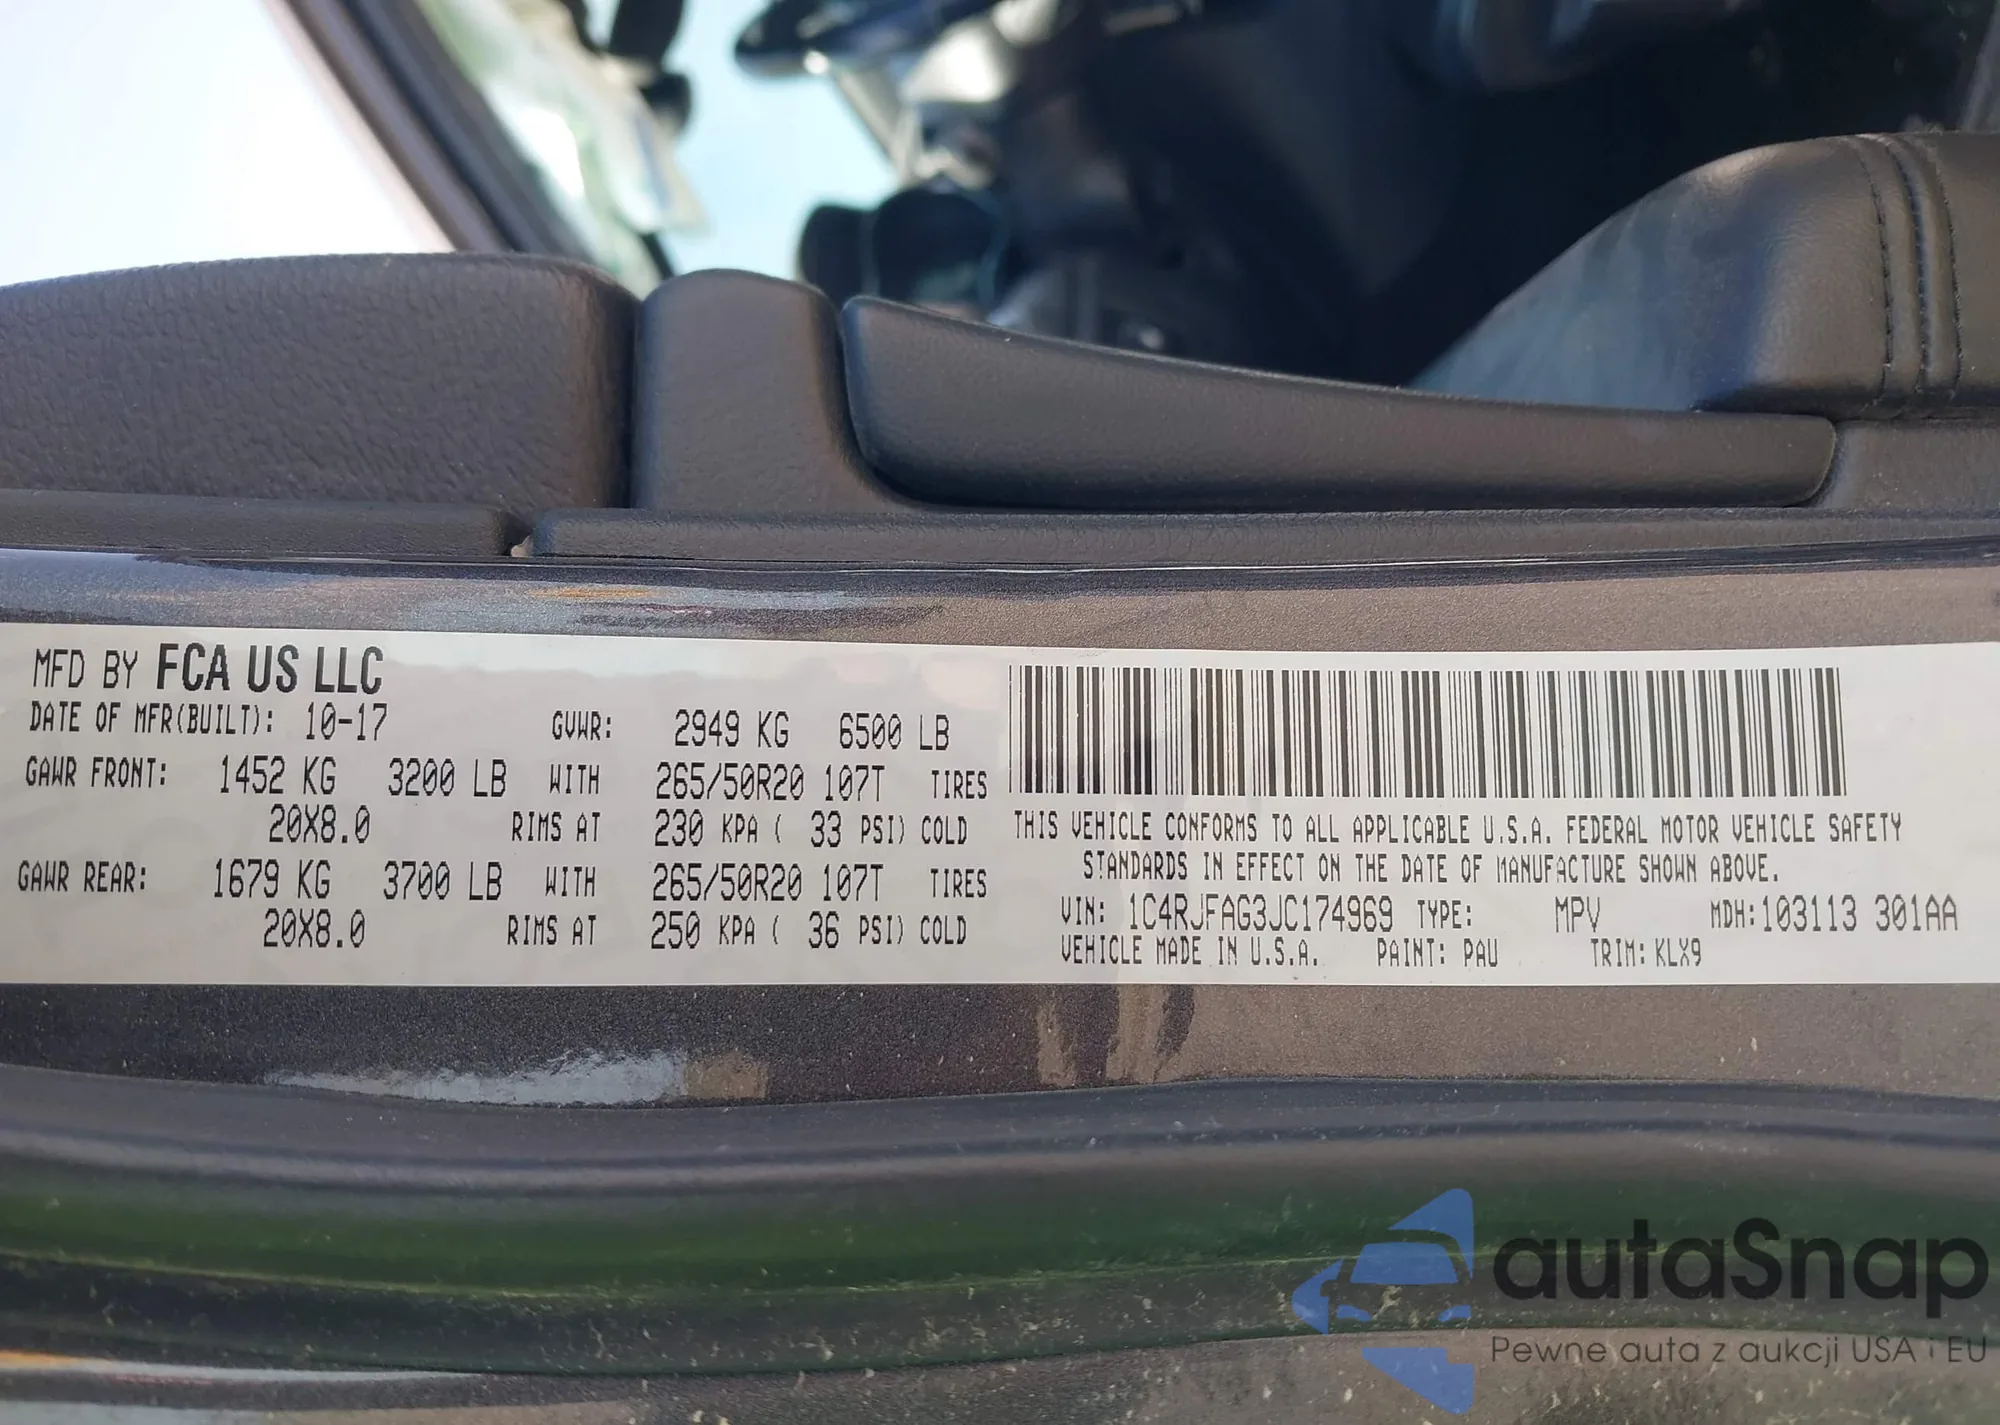 MFD BY FCA US LLC
DATE OF MFR(BUILT): 10-17 GVWR: 2949 KG 6500 LB
GAWR FRONT: 1452 KG 3200 LB WITH 265/50R20 107T TIRES
20X8.0 RIMS AT 230 KPA ( 33 PSI) COLD
GAWR REAR: 1679 KG 3700 LB WITH 265/50R20 107T TIRES
20X8.0 RIMS AT 250 KPA ( 36 PSI) COLD
THIS VEHICLE CONFORMS TO ALL APPLICABLE U.S.A. FEDERAL MOTOR VEHICLE SAFETY
STANDARDS IN EFFECT ON THE DATE OF MANUFACTURE SHOWN ABOVE.
VIN: 1C4RJFAG3JC174969 TYPE: MPV MDH:103113 301AA
VEHICLE MADE IN U.S.A. PAINT: PAU TRIM: KLX9
autaSnap
Pewne auta z aukcji USA i EU